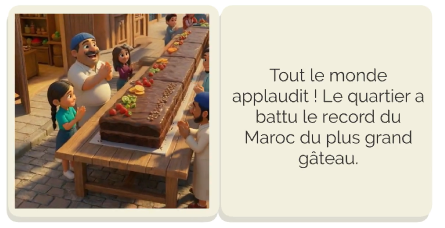 Tout le monde
applaudit ! Le quartier a
battu le record du
Maroc du plus grand
gâteau.